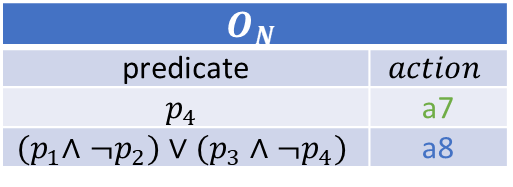 O_N
predicate action
p₄ a7
(p₁∧ ¬p₂) ∨ (p₃ ∧ ¬p₄) a8